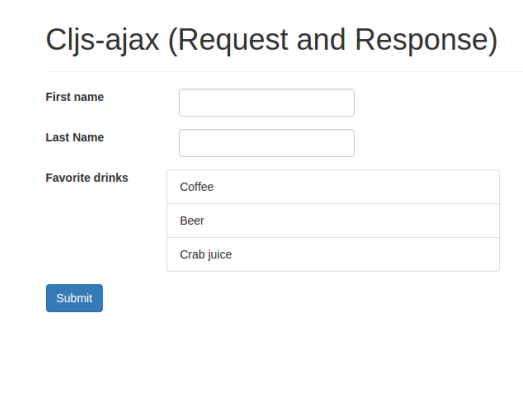 Cljs-ajax (Request and Response)
First name
Last Name
Favorite drinks
Coffee
Beer
Crab juice
Submit